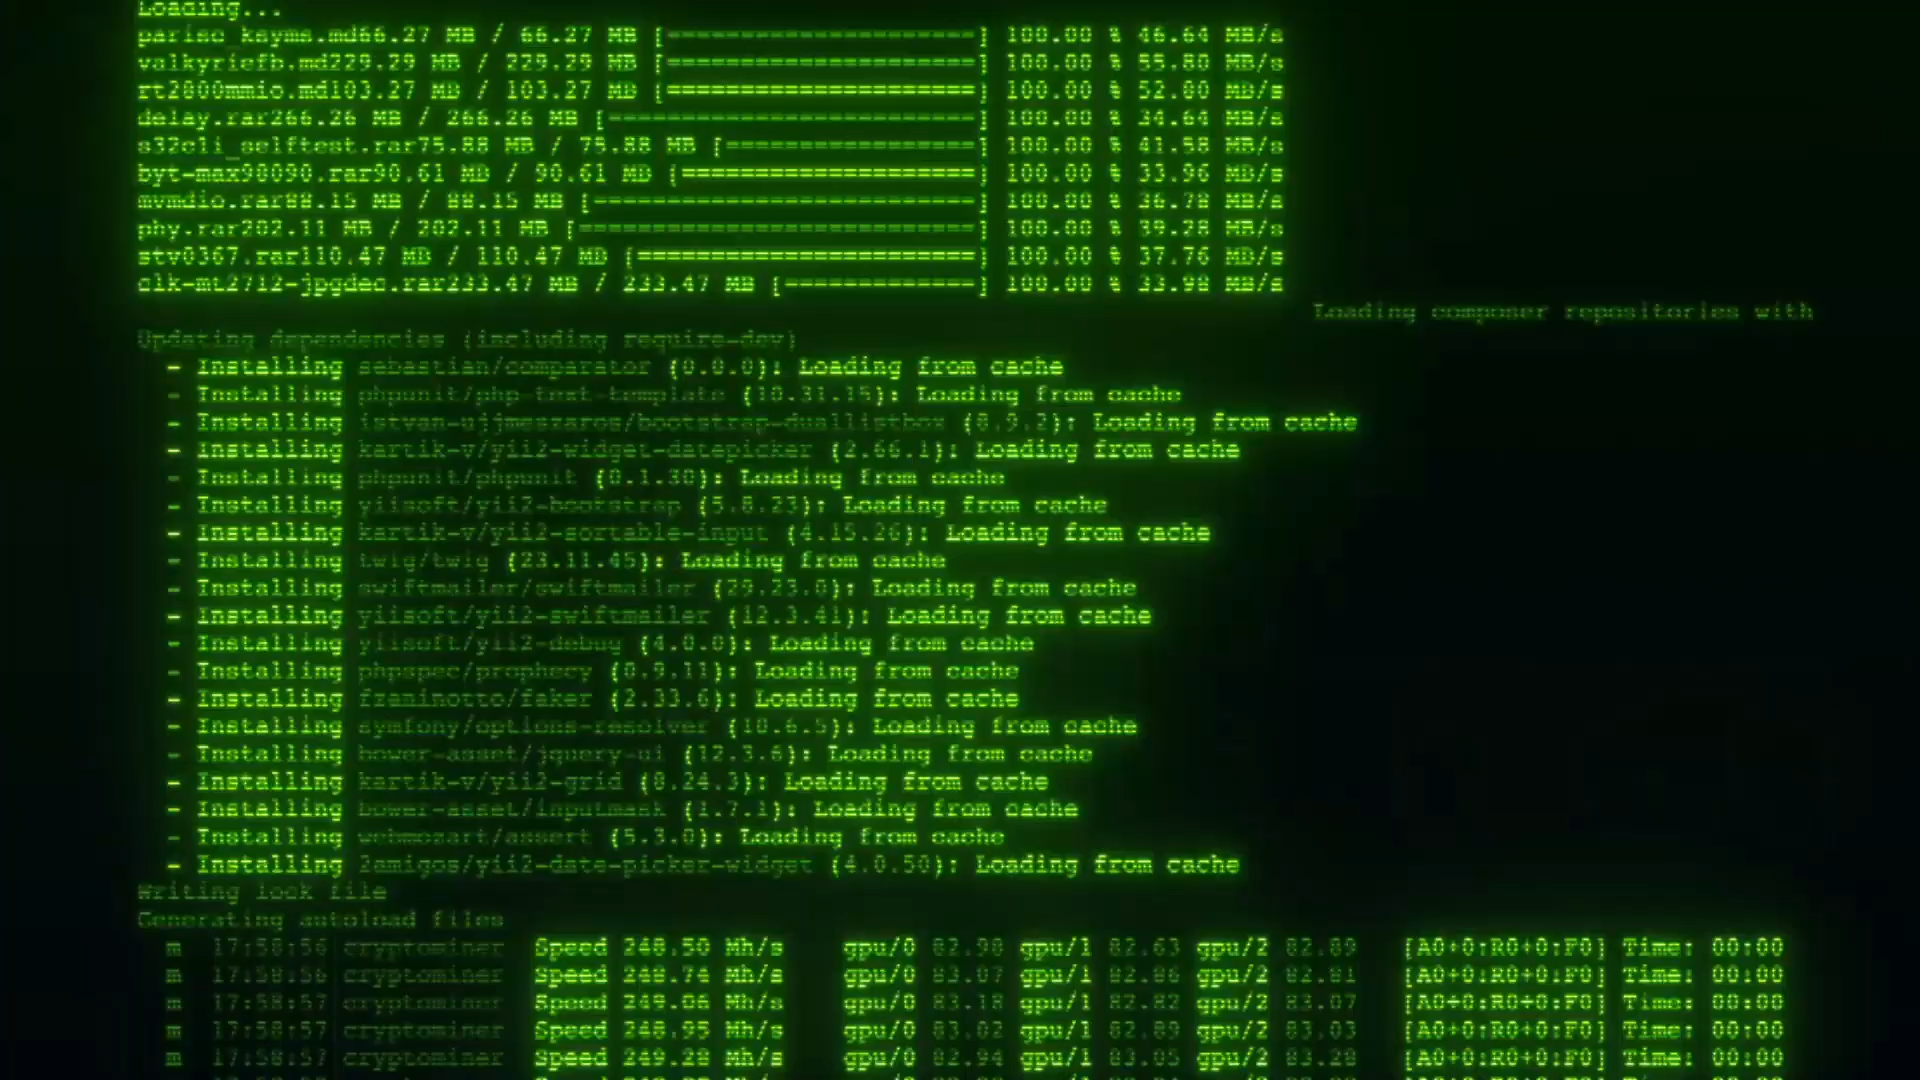 Loading...
parisc_ksyms.md66.27 MB / 66.27 MB [=====================] 100.00 % 46.64 MB/s
valkyriefb.md229.29 MB / 229.29 MB [=====================] 100.00 % 55.80 MB/s
rt2800mmio.md103.27 MB / 103.27 MB [=====================] 100.00 % 52.80 MB/s
delay.rar266.26 MB / 266.26 MB [=========================] 100.00 % 34.64 MB/s
s32cli_selftest.rar75.88 MB / 75.88 MB [=================] 100.00 % 41.58 MB/s
byt-max98090.rar90.61 MB / 90.61 MB [====================] 100.00 % 33.96 MB/s
mvmdio.rar88.15 MB / 88.15 MB [==========================] 100.00 % 36.78 MB/s
phy.rar202.11 MB / 202.11 MB [===========================] 100.00 % 39.28 MB/s
stv0367.rar110.47 MB / 110.47 MB [=======================] 100.00 % 37.76 MB/s
clk-mt2712-jpgdec.rar233.47 MB / 233.47 MB [=============] 100.00 % 33.98 MB/s
Loading composer repositories with
Updating dependencies (including require-dev)
- Installing sebastian/comparator (0.0.0): Loading from cache
- Installing phpunit/php-text-template (10.31.15): Loading from cache
- Installing istvan-ujjmeszaros/bootstrap-duallistbox (8.9.2): Loading from cache
- Installing kartik-v/yii2-widget-datepicker (2.66.1): Loading from cache
- Installing phpunit/phpunit (0.1.30): Loading from cache
- Installing yiisoft/yii2-bootstrap (5.8.23): Loading from cache
- Installing kartik-v/yii2-sortable-input (4.15.26): Loading from cache
- Installing twig/twig (23.11.45): Loading from cache
- Installing swiftmailer/swiftmailer (29.23.0): Loading from cache
- Installing yiisoft/yii2-swiftmailer (12.3.41): Loading from cache
- Installing yiisoft/yii2-debug (4.0.0): Loading from cache
- Installing phpspec/prophecy (0.9.11): Loading from cache
- Installing fzaninotto/faker (2.33.6): Loading from cache
- Installing symfony/options-resolver (10.6.5): Loading from cache
- Installing bower-asset/jquery-ui (12.3.6): Loading from cache
- Installing kartik-v/yii2-grid (8.24.3): Loading from cache
- Installing bower-asset/inputmask (1.7.1): Loading from cache
- Installing webmozart/assert (5.3.0): Loading from cache
- Installing 2amigos/yii2-date-picker-widget (4.0.50): Loading from cache
Writing lock file
Generating autoload files
m 17:58:56 cryptominer Speed 248.50 Mh/s gpu/0 82.98 gpu/1 82.63 gpu/2 82.89 [A0+0:R0+0:F0] Time: 00:00
m 17:58:56 cryptominer Speed 248.74 Mh/s gpu/0 83.07 gpu/1 82.86 gpu/2 82.81 [A0+0:R0+0:F0] Time: 00:00
m 17:58:57 cryptominer Speed 249.06 Mh/s gpu/0 83.18 gpu/1 82.82 gpu/2 83.07 [A0+0:R0+0:F0] Time: 00:00
m 17:58:57 cryptominer Speed 248.95 Mh/s gpu/0 83.02 gpu/1 82.89 gpu/2 83.03 [A0+0:R0+0:F0] Time: 00:00
m 17:58:57 cryptominer Speed 249.28 Mh/s gpu/0 82.94 gpu/1 83.05 gpu/2 83.28 [A0+0:R0+0:F0] Time: 00:00